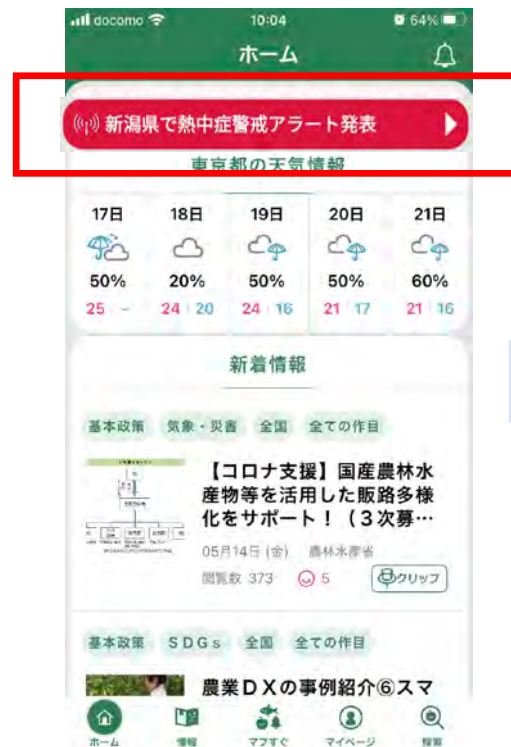 docomo 10:04 64%
ホーム
新潟県で熱中症警戒アラート発表
東京都の天気情報
17日 18日 19日 20日 21日
50% 20% 50% 50% 60%
25 - 24 20 24 16 21 17 21 16
新着情報
基本政策 気象・災害 全国 全ての作目
【コロナ支援】国産農林水
産物等を活用した販路多様
化をサポート！（3次募…
05月14日(金) 農林水産省
閲覧数 373 5 クリップ
基本政策 SDGs 全国 全ての作目
農業DXの事例紹介⑥スマ
ホーム 情報 マフすぐ マイページ 探索